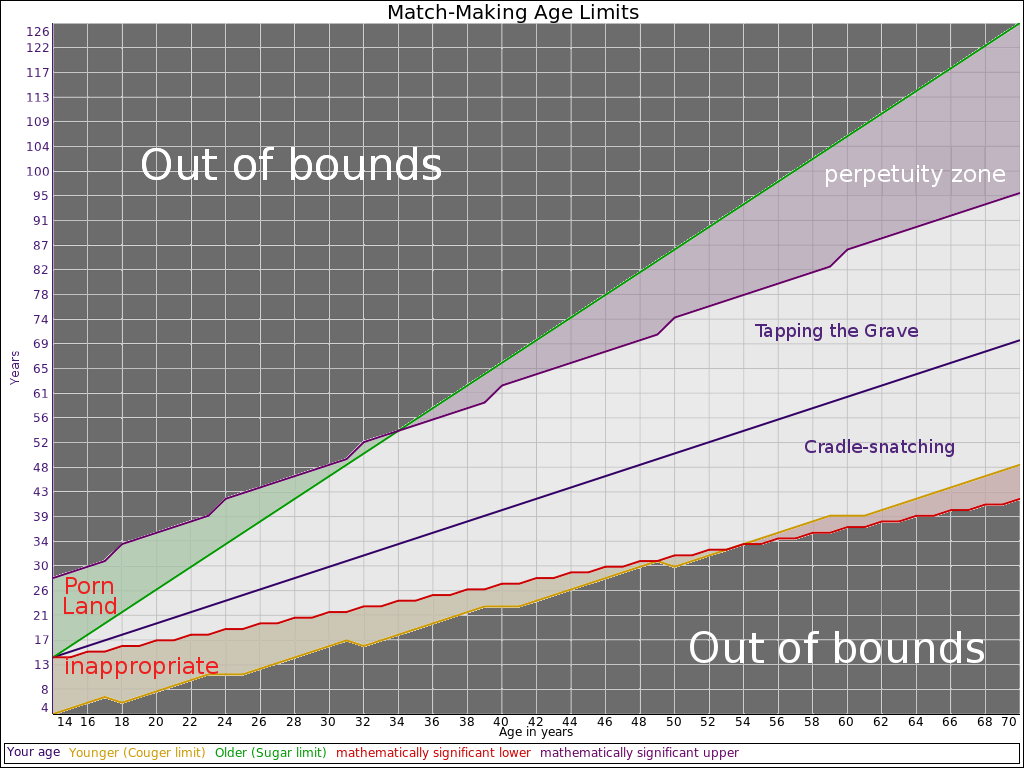 Match-Making Age Limits
126
122
117
113
109
104
100
95
91
87
82
78
74
69
65
61
56
52
48
43
39
34
30
26
21
17
13
8
4
Years
Out of bounds
perpetuity zone
Tapping the Grave
Cradle-snatching
Porn
Land
inappropriate
Out of bounds
14 16 18 20 22 24 26 28 30 32 34 36 38 40 42 44 46 48 50 52 54 56 58 60 62 64 66 68 70
Age in years
Your age Younger (Couger limit) Older (Sugar limit) mathematically significant lower mathematically significant upper